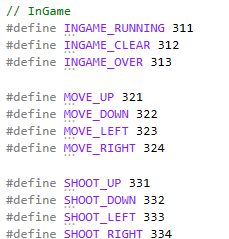 // InGame
#define INGAME_RUNNING 311
#define INGAME_CLEAR 312
#define INGAME_OVER 313
#define MOVE_UP 321
#define MOVE_DOWN 322
#define MOVE_LEFT 323
#define MOVE_RIGHT 324
#define SHOOT_UP 331
#define SHOOT_DOWN 332
#define SHOOT_LEFT 333
#define SHOOT RIGHT 334